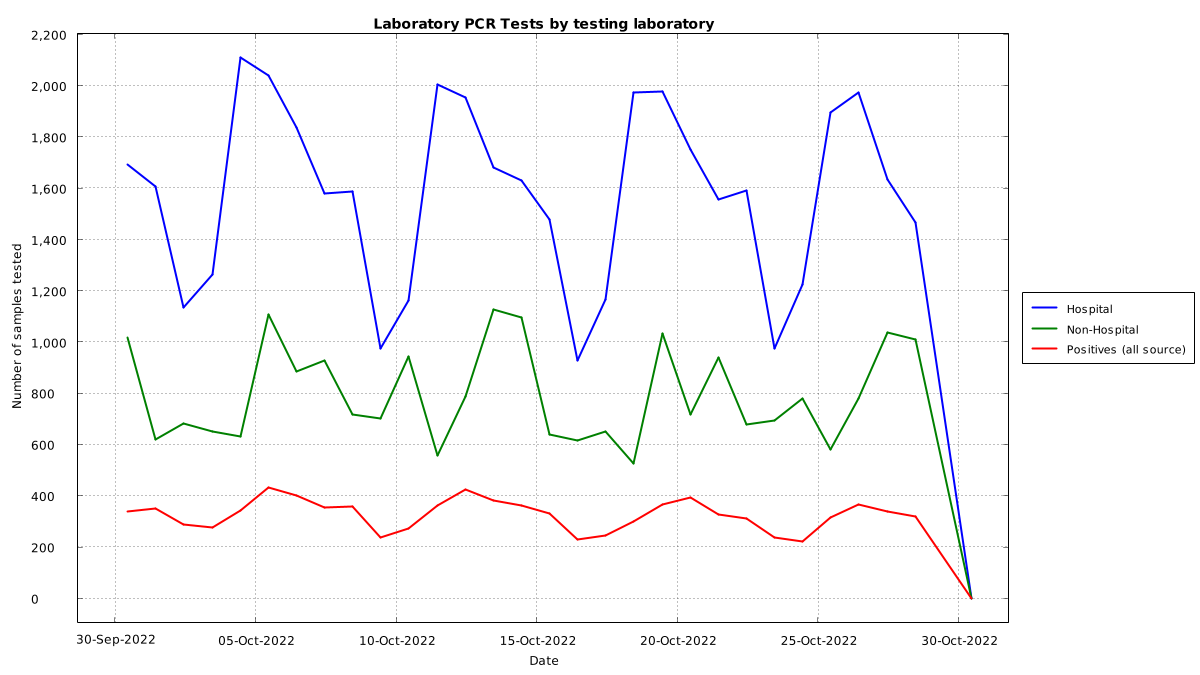 Laboratory PCR Tests by testing laboratory
2,200
2,000
1,800
1,600
1,400
1,200
1,000
800
600
400
200
0
Number of samples tested
30-Sep-2022 05-Oct-2022 10-Oct-2022 15-Oct-2022 20-Oct-2022 25-Oct-2022 30-Oct-2022
Date
Hospital
Non-Hospital
Positives (all source)